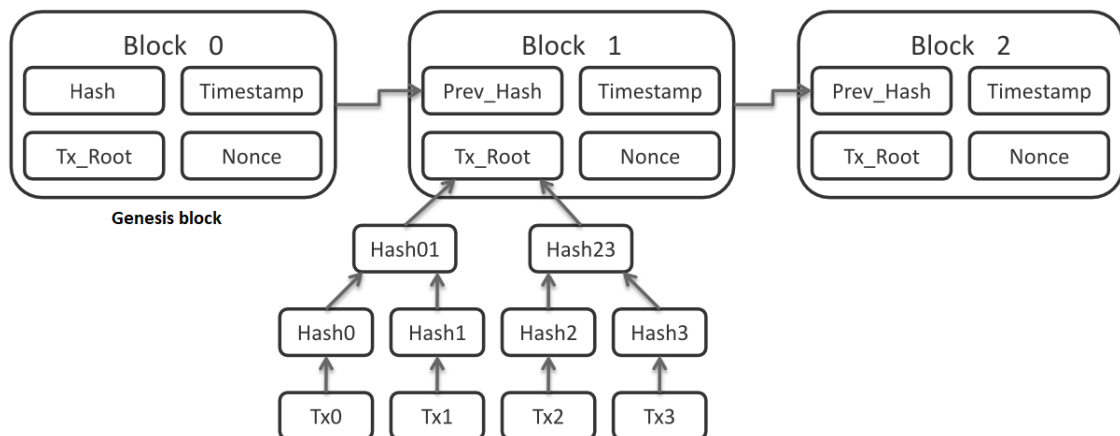 Block 0
Hash
Timestamp
Tx_Root
Nonce
Genesis block
Block 1
Prev_Hash
Timestamp
Tx_Root
Nonce
Block 2
Prev_Hash
Timestamp
Tx_Root
Nonce
Hash01
Hash23
Hash0
Hash1
Hash2
Hash3
Tx0
Tx1
Tx2
Tx3